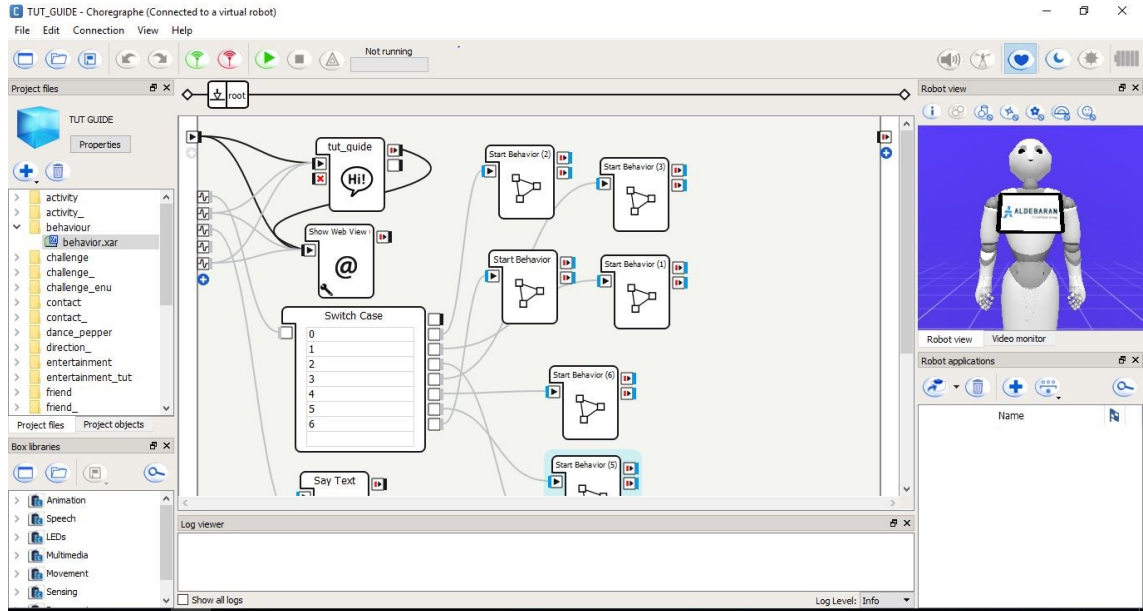 TUT_GUIDE - Choregraphe (Connected to a virtual robot)
File Edit Connection View Help
Not running
Project files
TUT GUIDE
Properties
activity
activity_
behaviour
behavior.xar
challenge
challenge_
challenge_enu
contact
contact_
dance_pepper
direction_
entertainment
entertainment_tut
friend
friend_
Project files Project objects
Box libraries
Animation
Speech
LEDs
Multimedia
Movement
Sensing
root
tut_guide
Hi!
Show Web View
@
Switch Case
0
1
2
3
4
5
6
Say Text
Start Behavior (2)
Start Behavior (3)
Start Behavior
Start Behavior (1)
Start Behavior (6)
Start Behavior (5)
Log viewer
Show all logs
Log Level: Info
Robot view
ALDEBARAN
Robot view Video monitor
Robot applications
Name